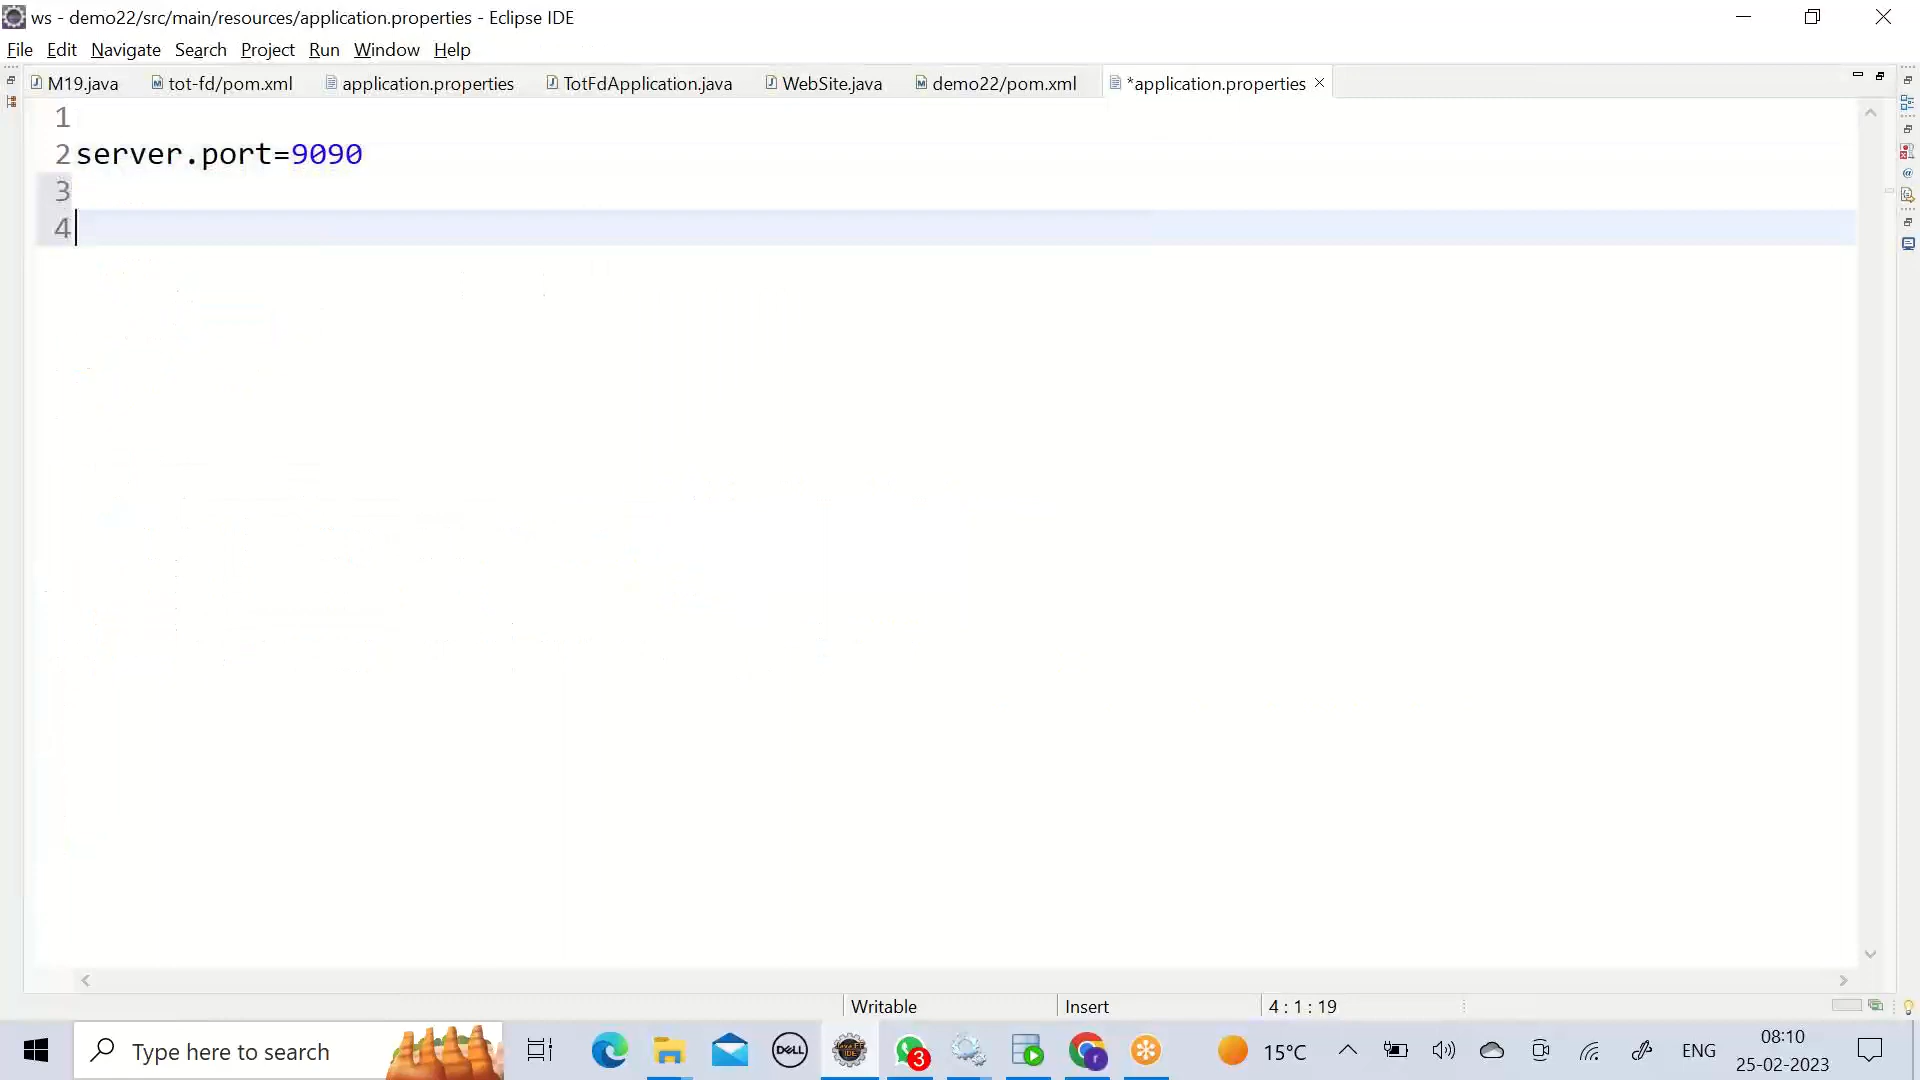 ws - demo22/src/main/resources/application.properties - Eclipse IDE
File Edit Navigate Search Project Run Window Help
M19.java tot-fd/pom.xml application.properties TotFdApplication.java WebSite.java demo22/pom.xml *application.properties
1
2 server.port=9090
3
4
Writable Insert 4 : 1 : 19
Type here to search
DELL
3
r
15°C
ENG
08:10
25-02-2023